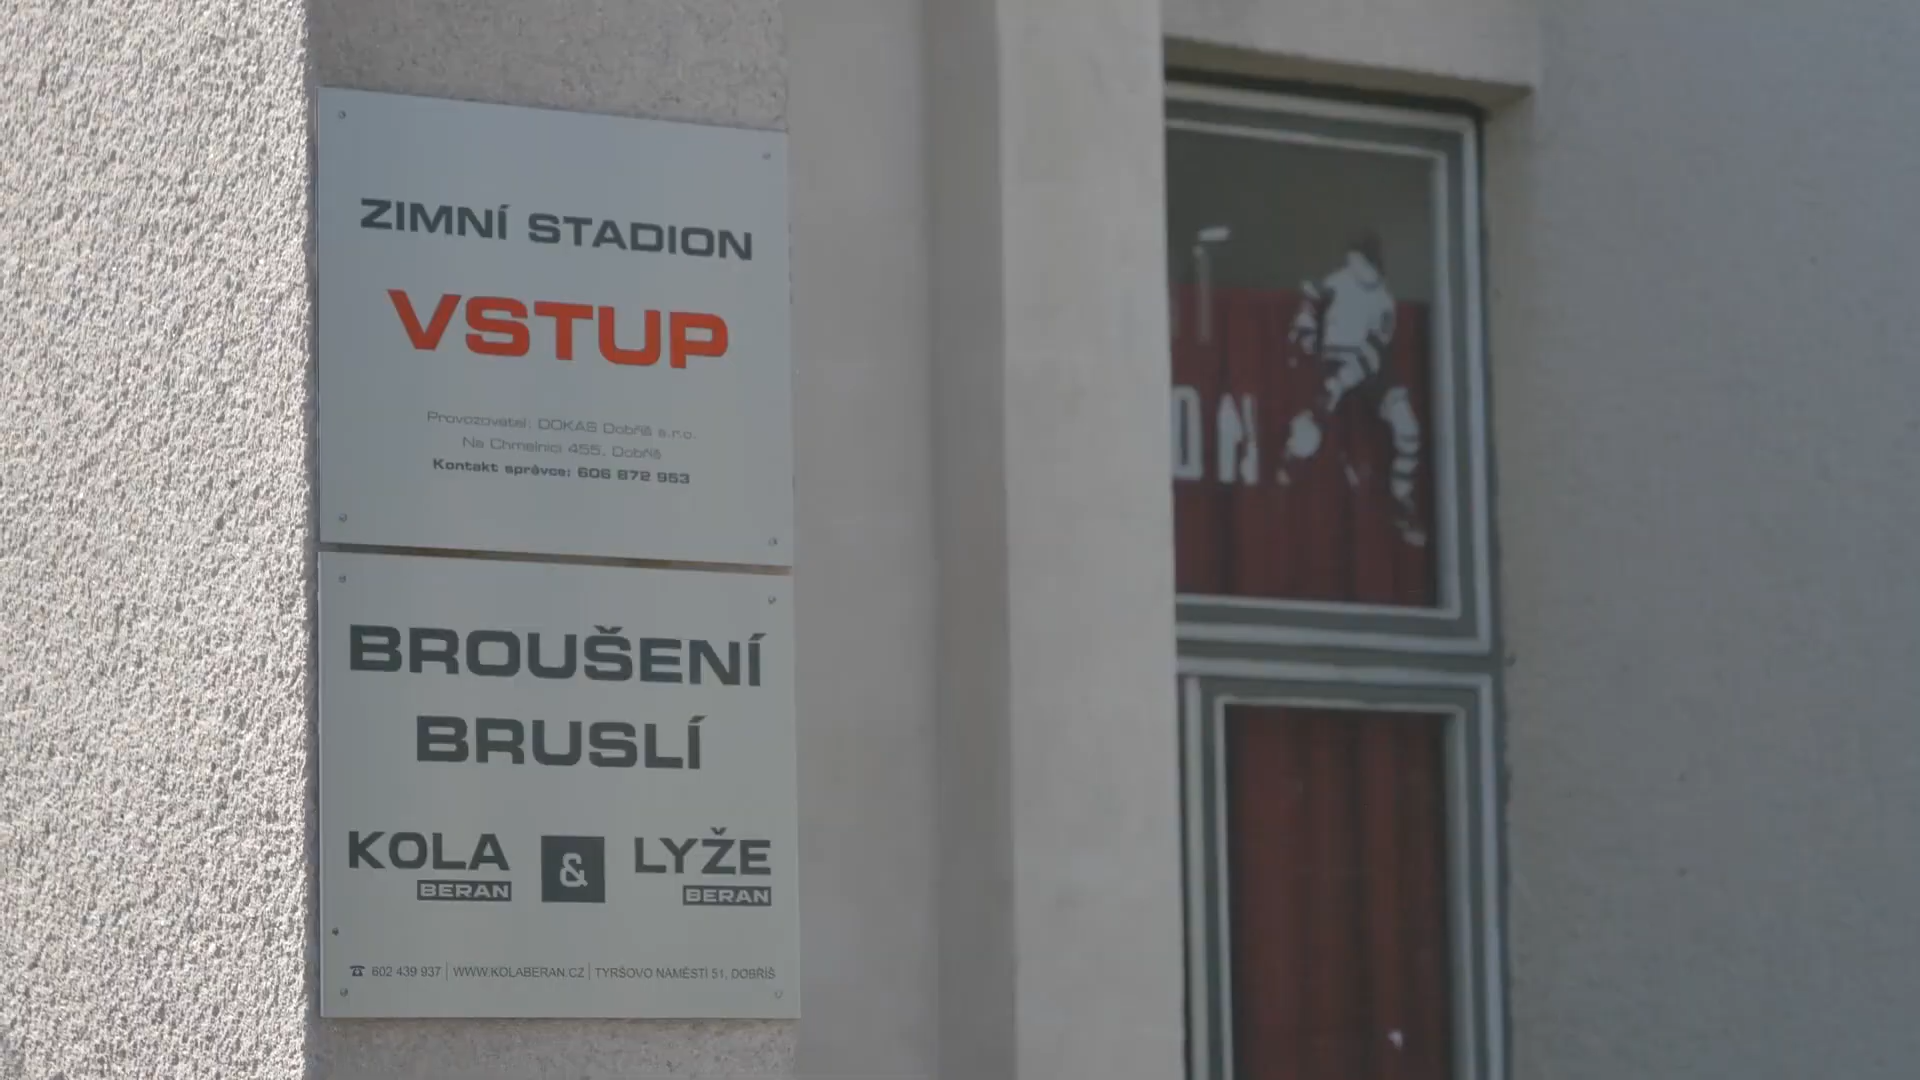 ZIMNÍ STADION
VSTUP
Provozovatel: DOKAS Dobříš s.r.o.
Na Chmelnici 455, Dobříš
Kontakt správce: 606 872 953
BROUŠENÍ
BRUSLÍ
KOLA & LYŽE
BERAN BERAN
☎ 602 439 937 | WWW.KOLABERAN.CZ | TYRŠOVO NÁMĚSTÍ 51, DOBŘÍŠ